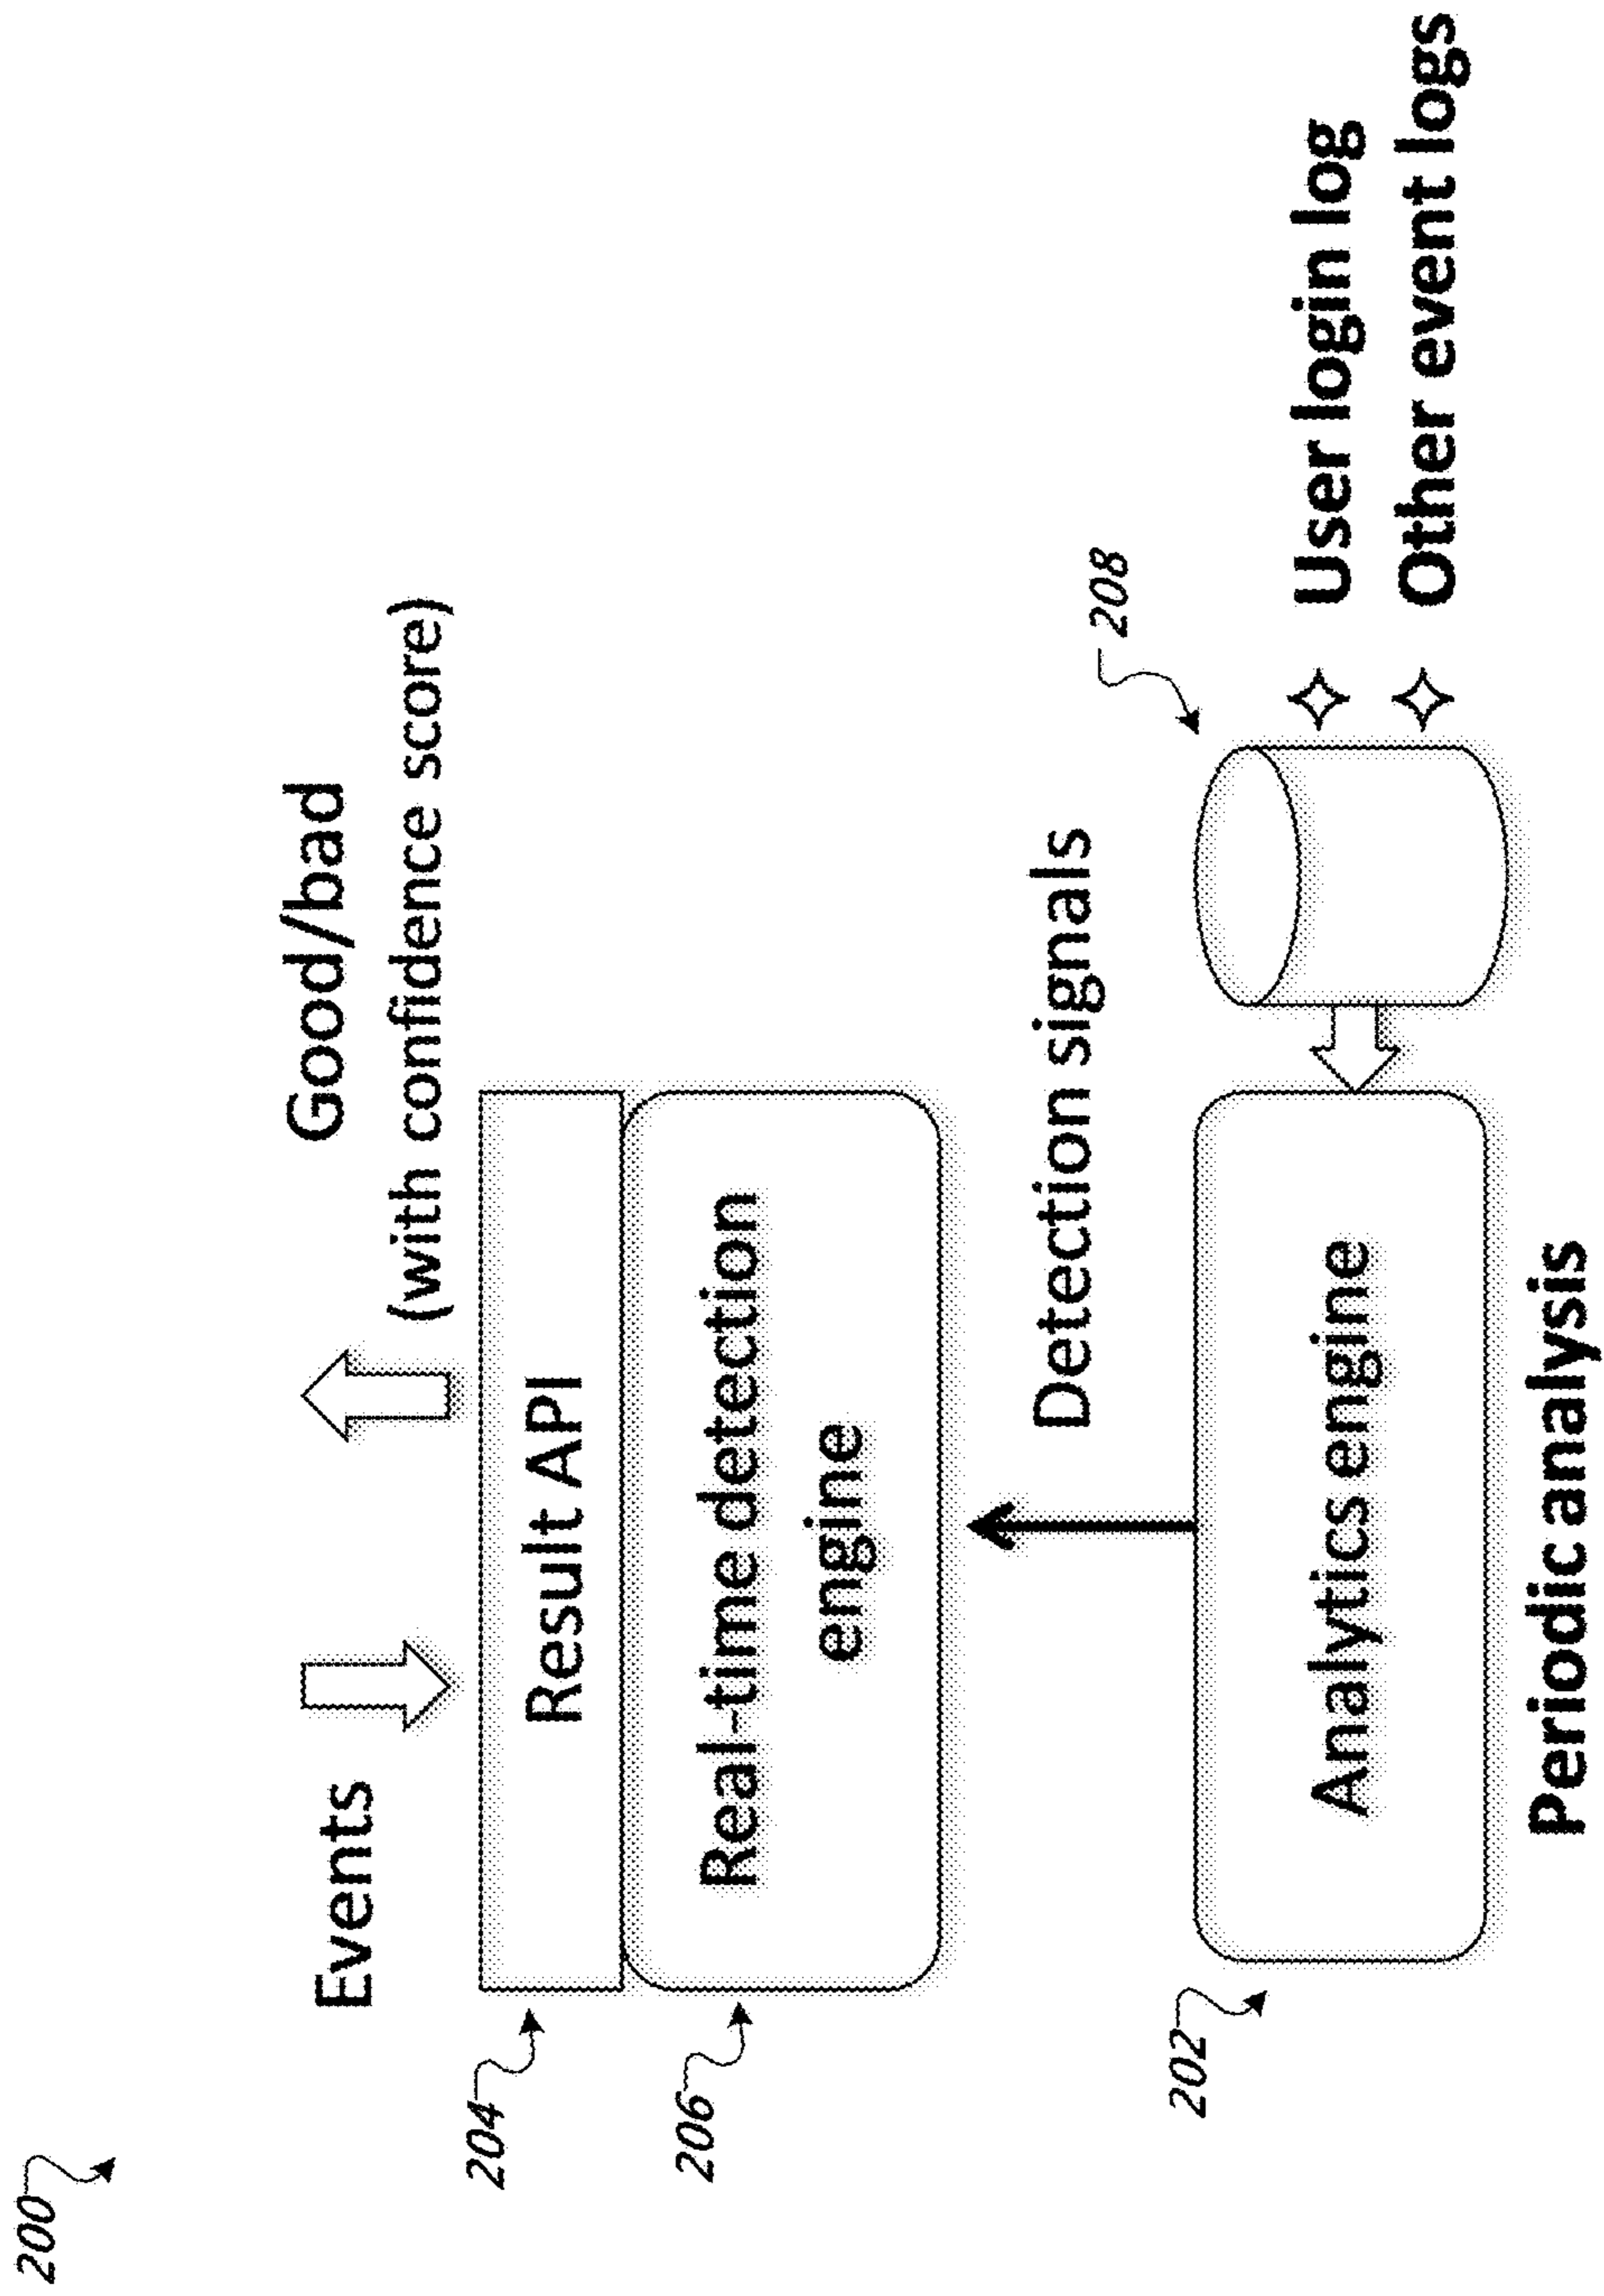 200
Events
Good/bad
(with confidence score)
204
Result API
206
Real-time detection
engine
Detection signals
208
202
Analytics engine
User login log
Other event logs
Periodic analysis